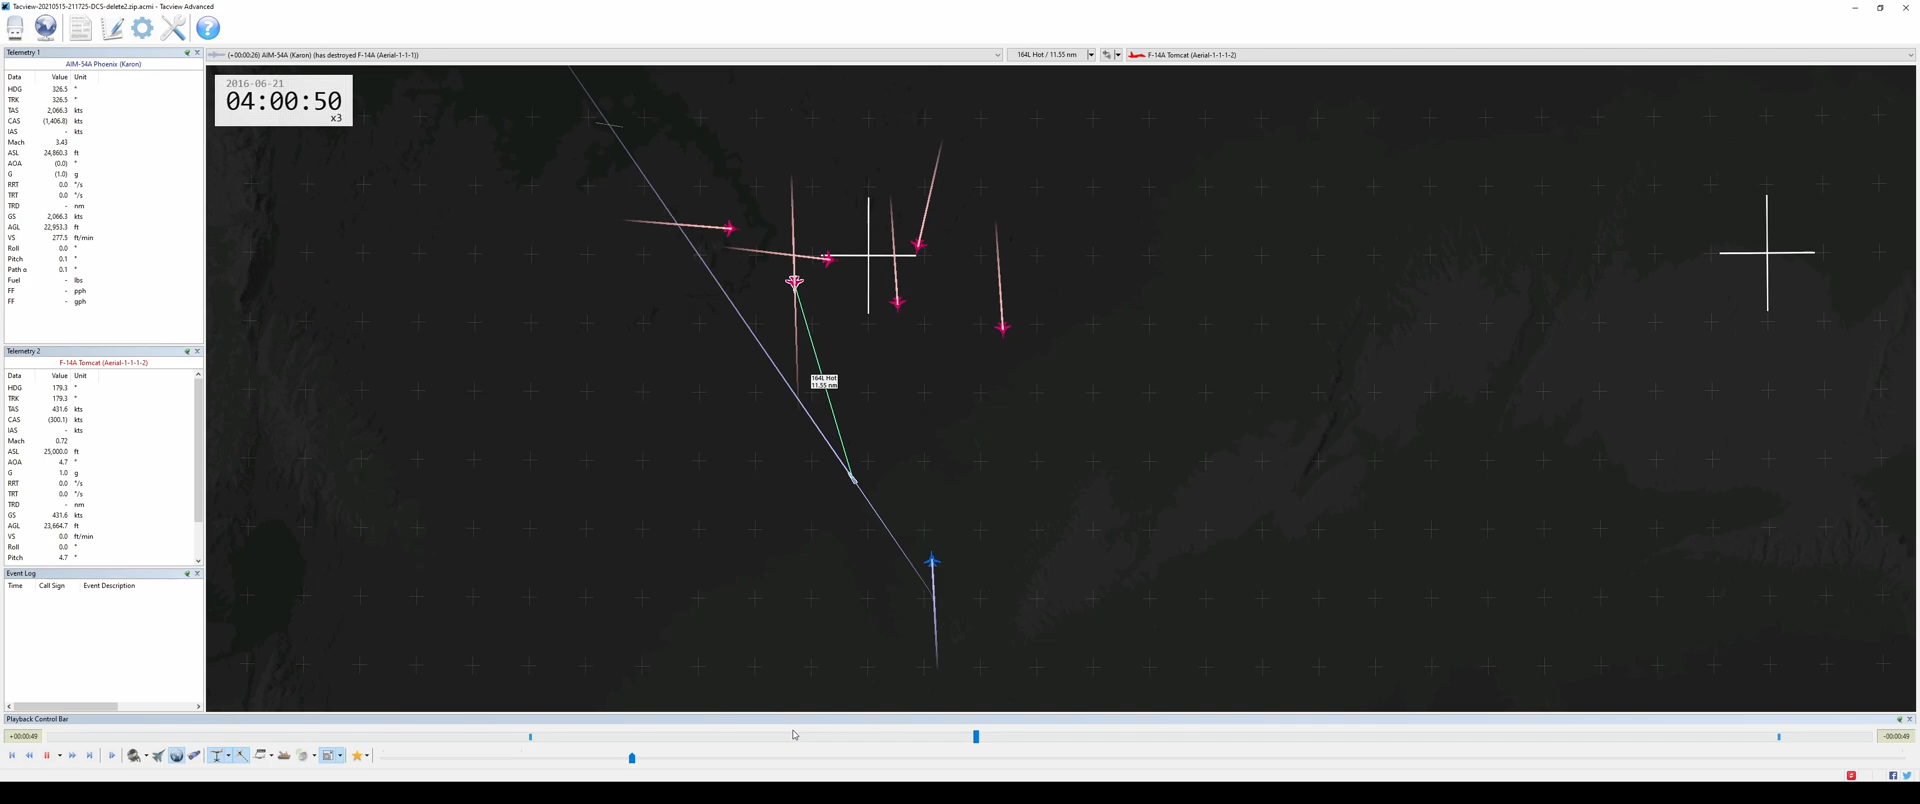 Tacview-20210515-211725-DCS-delete2.zip.acmi - Tacview Advanced
Telemetry 1
AIM-54A Phoenix (Karon)
Data Value Unit
HDG 326.5 °
TRK 326.5 °
TAS 2,066.3 kts
CAS (1,406.8) kts
IAS - kts
Mach 3.43
ASL 24,860.3 ft
AOA (0.0) °
G (1.0) g
RRT 0.0 °/s
TRT 0.0 °/s
TRD - nm
GS 2,066.3 kts
AGL 22,953.3 ft
VS 277.5 ft/min
Roll 0.0 °
Pitch 0.1 °
Path α 0.1 °
Fuel - lbs
FF - pph
FF - gph
Telemetry 2
F-14A Tomcat (Aerial-1-1-1-2)
Data Value Unit
HDG 179.3 °
TRK 179.3 °
TAS 431.6 kts
CAS (300.1) kts
IAS - kts
Mach 0.72
ASL 25,000.0 ft
AOA 4.7 °
G 1.0 g
RRT 0.0 °/s
TRT 0.0 °/s
TRD - nm
GS 431.6 kts
AGL 23,664.7 ft
VS 0.0 ft/min
Roll 0.0 °
Pitch 4.7 °
Event Log
Time Call Sign Event Description
(+00:00:26) AIM-54A (Karon) (has destroyed F-14A (Aerial-1-1-1))
164L Hot / 11.55 nm
F-14A Tomcat (Aerial-1-1-1-2)
2016-06-21
04:00:50
x3
164L Hot
11.55 nm
Playback Control Bar
+00:00:49
-00:00:49